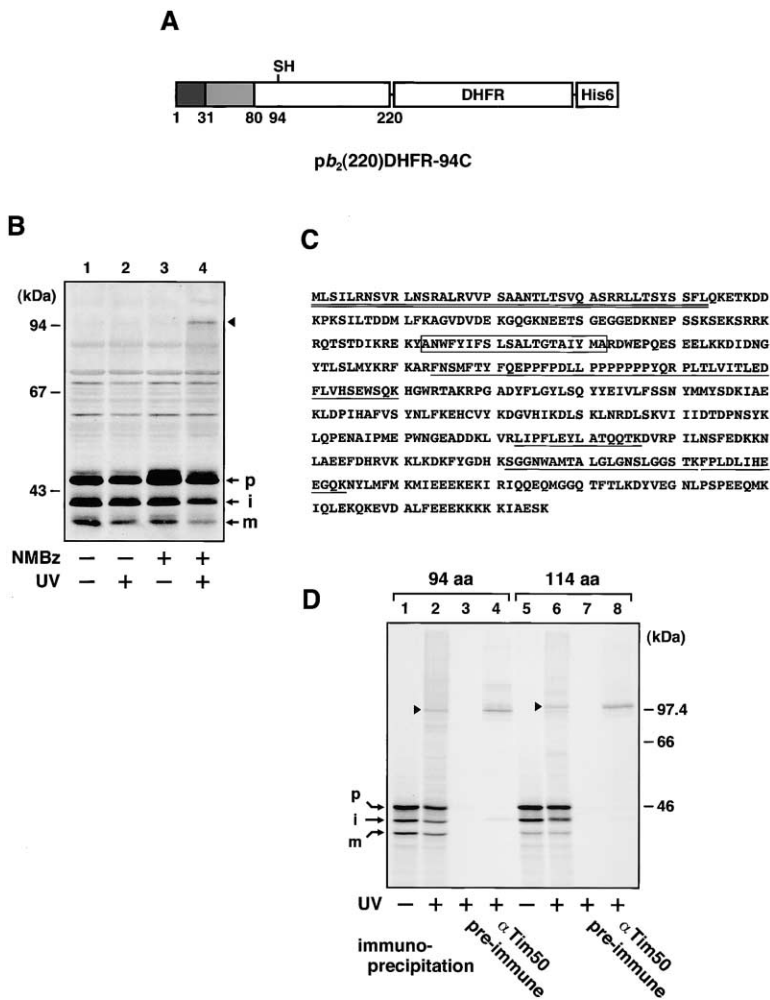 A
SH
DHFR
His6
1 31 80 94 220
pb₂(220)DHFR-94C
B
1 2 3 4
(kDa)
94
67
43
p
i
m
NMBz − − + +
UV − + − +
C
MLSILRNSVR LNSRALRVVP SAANTLTSVQ ASRRLLTSYS SFLQKETKDD
KPKSILTDDM LFKAGVDVDE KGQGKNEETS GEGGEDKNEP SSKSEKSRRK
RQTSTDIKRE KYANWFYIFS LSALTGTAIY MARDWEPQES EELKKDIDNG
YTLSLMYKRF KARFNSMFTY FQEPPFPDLL PPPPPPPYQR PLTLVITLED
FLVHSEWSQK HGWRTAKRPG ADYFLGYLSQ YYEIVLFSSN YMMYSDKIAE
KLDPIHAFVS YNLFKEHCVY KDGVHIKDLS KLNRDLSKVI IIDTDPNSYK
LQPENAIPME PWNGEADDKL VRLIPFLEYL ATQQTKDVRP ILNSFEDKKN
LAEEFDHRVK KLKDKFYGDH KSGGNWAMTA LGLGNSLGGS TKFPLDLIHE
EGQKNYLMFM KMIEEEKEKI RIQQEQMGGQ TFTLKDYVEG NLPSPEEQMK
IQLEKQKEVD ALFEEEKKKK KIAESK
D
94 aa 114 aa
1 2 3 4 5 6 7 8
(kDa)
97.4
66
46
p
i
m
UV − + + + − + + +
immuno-precipitation
pre-immune
αTim50
pre-immune
αTim50